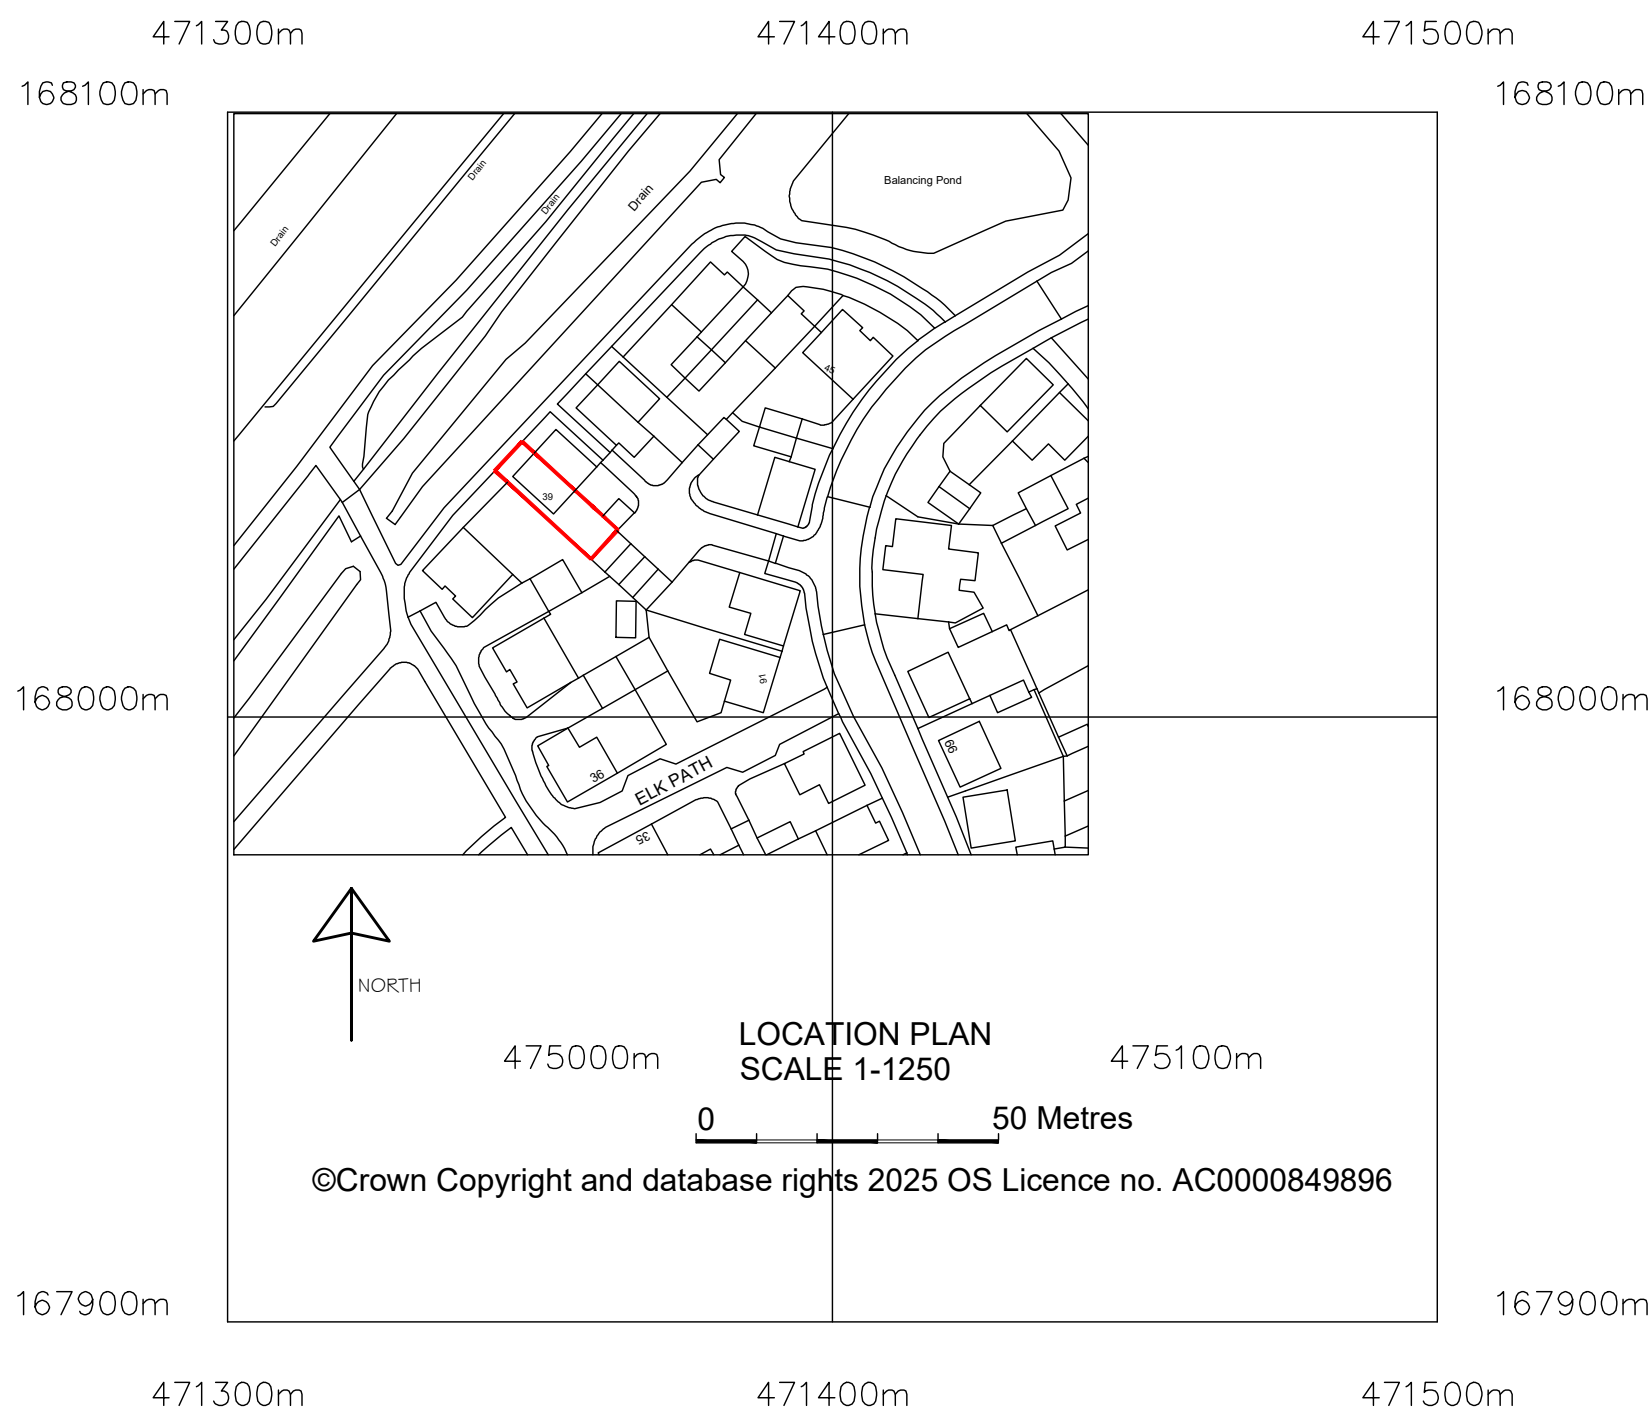 471300m 471400m 471500m
168100m 168100m
Balancing Pond
Drain
Drain
Drain
Drain
45
39
16
168000m 168000m
66
36
ELK PATH
35
NORTH
LOCATION PLAN
475000m 475100m
SCALE 1-1250
0 50 Metres
©Crown Copyright and database rights 2025 OS Licence no. AC0000849896
167900m 167900m
471300m 471400m 471500m